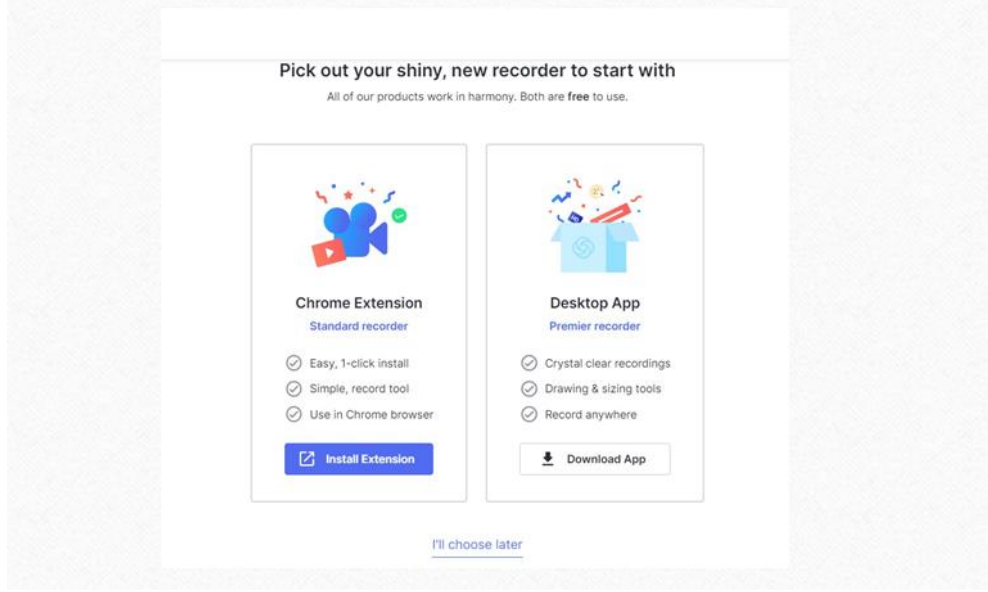 Pick out your shiny, new recorder to start with
All of our products work in harmony. Both are free to use.
Chrome Extension
Standard recorder
Easy, 1-click install
Simple, record tool
Use in Chrome browser
Install Extension
Desktop App
Premier recorder
Crystal clear recordings
Drawing & sizing tools
Record anywhere
Download App
I'll choose later